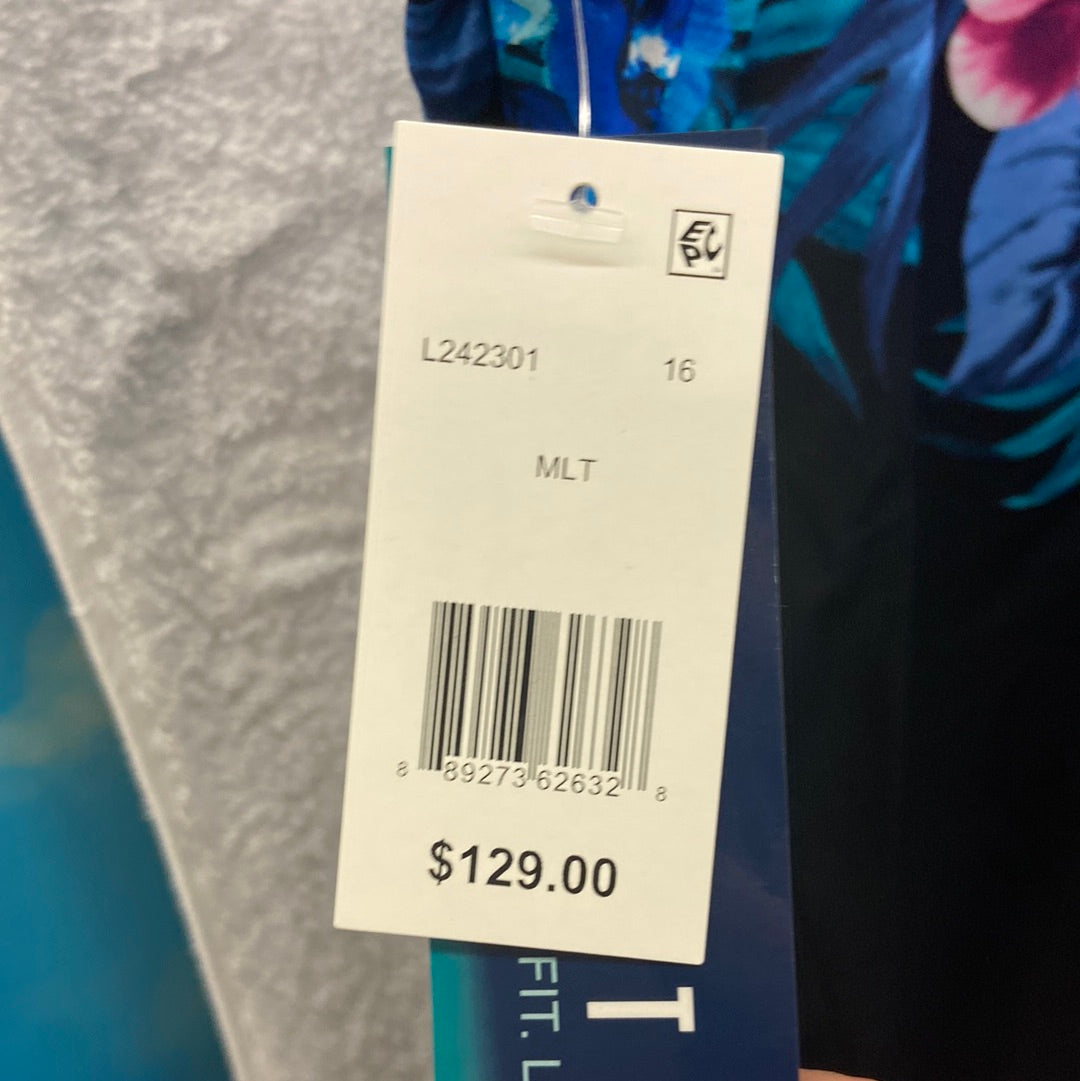 EPC
L242301 16
MLT
8 89273 62632 8
$129.00
T
FIT. L